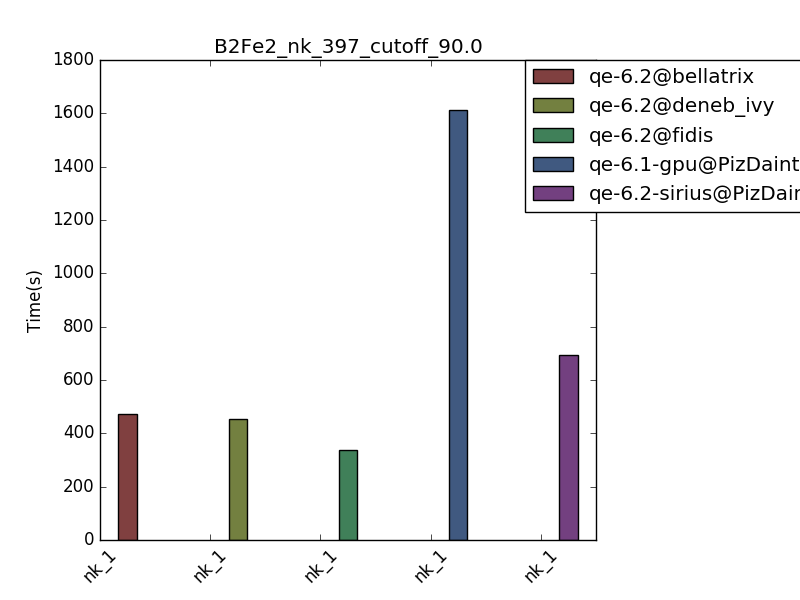 B2Fe2_nk_397_cutoff_90.0
1800
1600
1400
1200
1000
800
600
400
200
0
Time(s)
nk_1
nk_1
nk_1
nk_1
nk_1
qe-6.2@bellatrix
qe-6.2@deneb_ivy
qe-6.2@fidis
qe-6.1-gpu@PizDaint
qe-6.2-sirius@PizDai